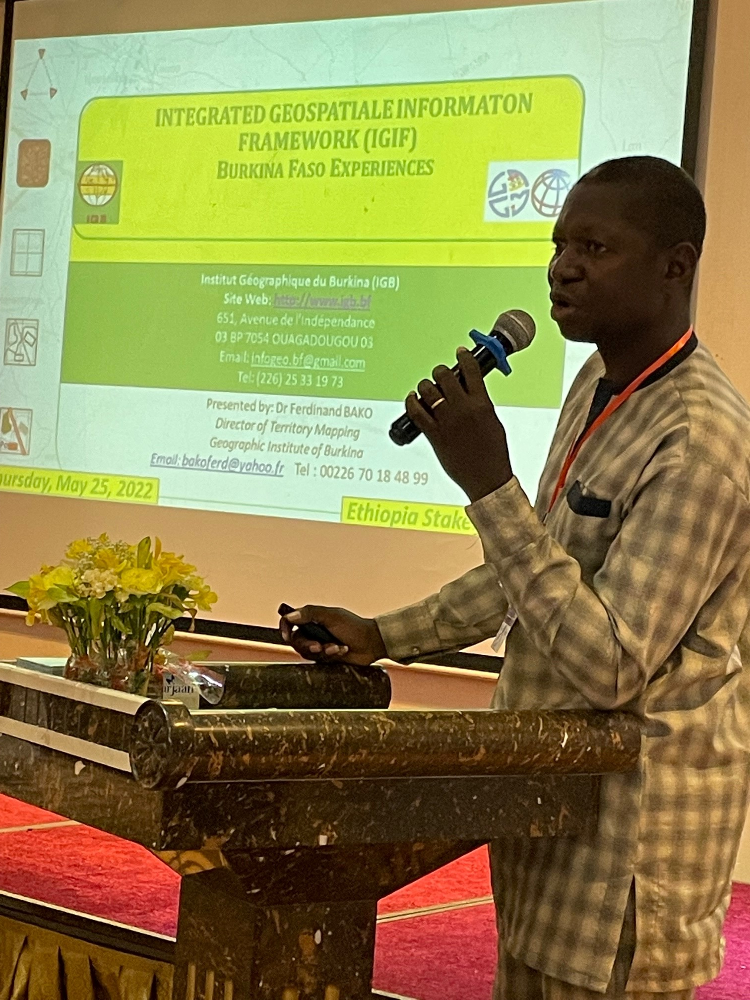 INTEGRATED GEOSPATIALE INFORMATON
FRAMEWORK (IGIF)
BURKINA FASO EXPERIENCES
IGB
Institut Géographique du Burkina (IGB)
Site Web: http://www.igb.bf
651, Avenue de l'Indépendance
03 BP 7054 OUAGADOUGOU 03
Email: infogeo.bf@gmail.com
Tel: (226) 25 33 19 73
Presented by: Dr Ferdinand BAKO
Director of Territory Mapping
Geographic Institute of Burkina
Email: bakoferd@yahoo.fr Tel : 00226 70 18 48 99
ursday, May 25, 2022
Ethiopia Stake
arjaan